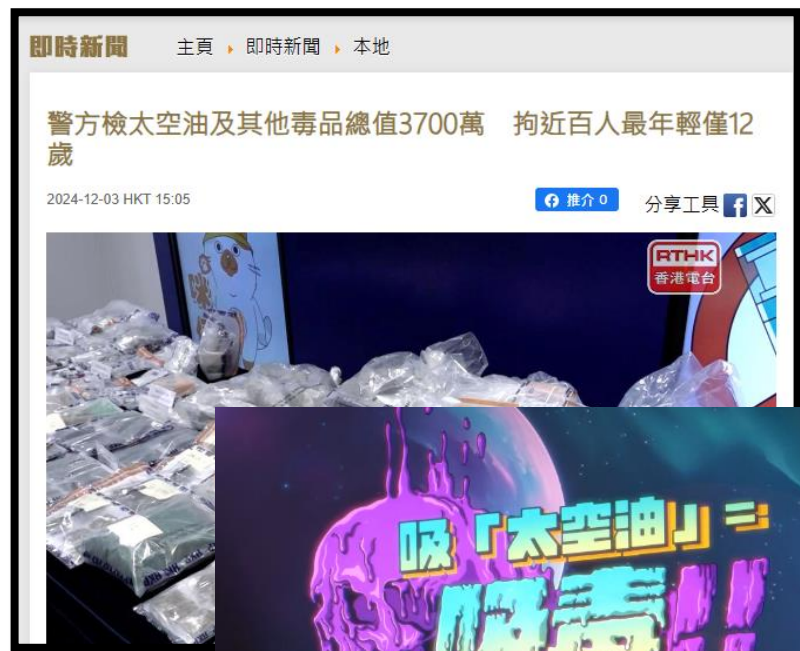 即時新聞 主頁 即時新聞 本地
警方檢太空油及其他毒品總值3700萬 拘近百人最年輕僅12
歲
2024-12-03 HKT 15:05 推介 0 分享工具
RTHK
香港電台
吸「太空油」=
吸毒!!